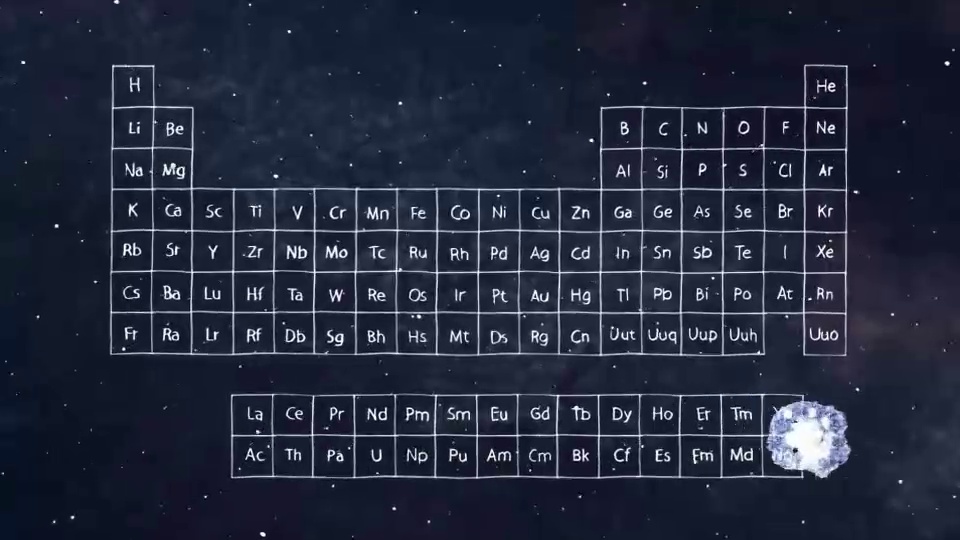 H He
Li Be B C N O F Ne
Na Mg Al Si P S Cl Ar
K Ca Sc Ti V Cr Mn Fe Co Ni Cu Zn Ga Ge As Se Br Kr
Rb Sr Y Zr Nb Mo Tc Ru Rh Pd Ag Cd In Sn Sb Te I Xe
Cs Ba Lu Hf Ta W Re Os Ir Pt Au Hg Tl Pb Bi Po At Rn
Fr Ra Lr Rf Db Sg Bh Hs Mt Ds Rg Cn Uut Uuq Uup Uuh Uuo
La Ce Pr Nd Pm Sm Eu Gd Tb Dy Ho Er Tm
Ac Th Pa U Np Pu Am Cm Bk Cf Es Fm Md